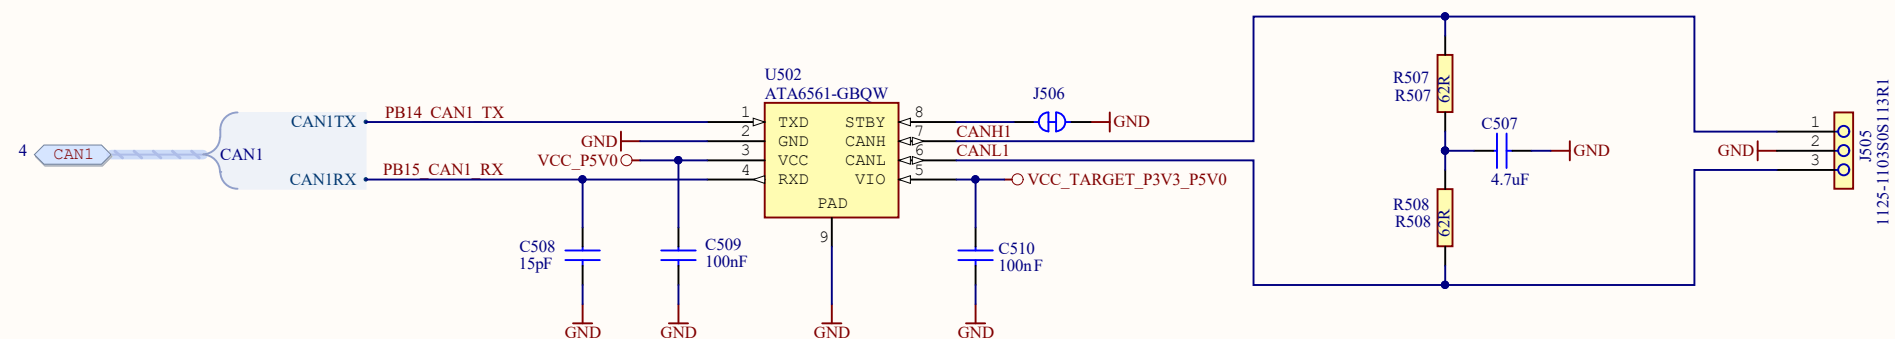 4
CAN1
CAN1
CAN1TX
CAN1RX
PB14_CAN1_TX
GND
VCC_P5V0
PB15_CAN1_RX
U502
ATA6561-GBQW
1
2
3
4
TXD
GND
VCC
RXD
STBY
CANH
CANL
VIO
PAD
8
7
6
5
9
J506
GND
CANH1
CANL1
VCC_TARGET_P3V3_P5V0
C508
15pF
GND
C509
100nF
GND
GND
C510
100nF
GND
R507
R507
62R
C507
4.7uF
GND
R508
R508
62R
GND
1
2
3
J505
1125-1103S0S113R1